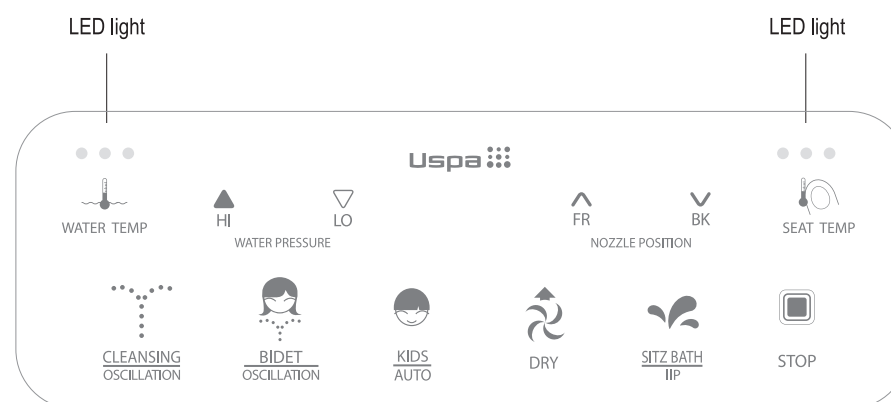 LED light
LED light
Uspa
WATER TEMP
HI
LO
WATER PRESSURE
FR
BK
NOZZLE POSITION
SEAT TEMP
CLEANSING
OSCILLATION
BIDET
OSCILLATION
KIDS
AUTO
DRY
SITZ BATH
IIP
STOP